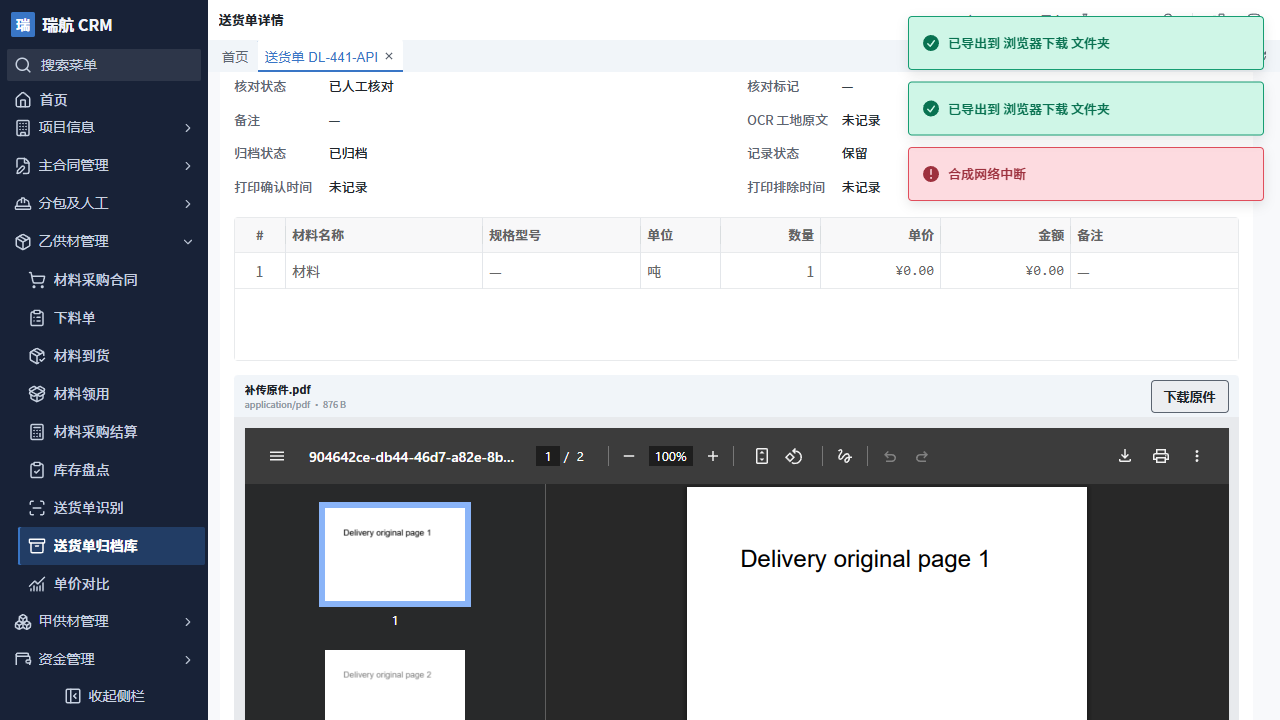 瑞 瑞航 CRM
搜索菜单
首页
项目信息
主合同管理
分包及人工
乙供材管理
材料采购合同
下料单
材料到货
材料领用
材料采购结算
库存盘点
送货单识别
送货单归档库
单价对比
甲供材管理
资金管理
收起侧栏
送货单详情
首页 送货单 DL-441-API
已导出到 浏览器下载 文件夹
已导出到 浏览器下载 文件夹
合成网络中断
核对状态 已人工核对 核对标记 —
备注 — OCR 工地原文 未记录
归档状态 已归档 记录状态 保留
打印确认时间 未记录 打印排除时间 未记录
# 材料名称 规格型号 单位 数量 单价 金额 备注
1 材料 — 吨 1 ¥0.00 ¥0.00 —
补传原件.pdf
application/pdf • 876 B
下载原件
904642ce-db44-46d7-a82e-8b... 1 / 2 100%
Delivery original page 1
1
Delivery original page 2
Delivery original page 1